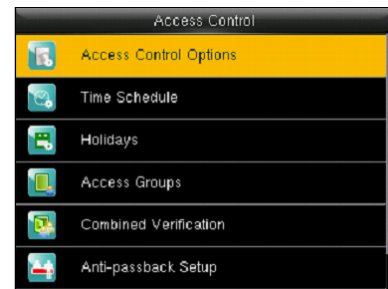 Access Control
Access Control Options
Time Schedule
Holidays
Access Groups
Combined Verification
Anti-passback Setup